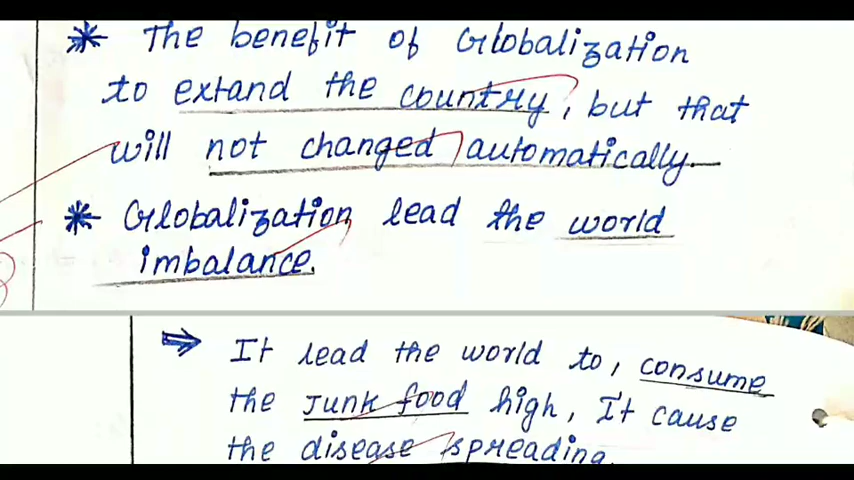 The benefit of Globalization
to extand the country, but that
will not changed automatically.
Globalization lead the world
imbalance.
It lead the world to, consume
the Junk food high, It cause
the disease spreading.